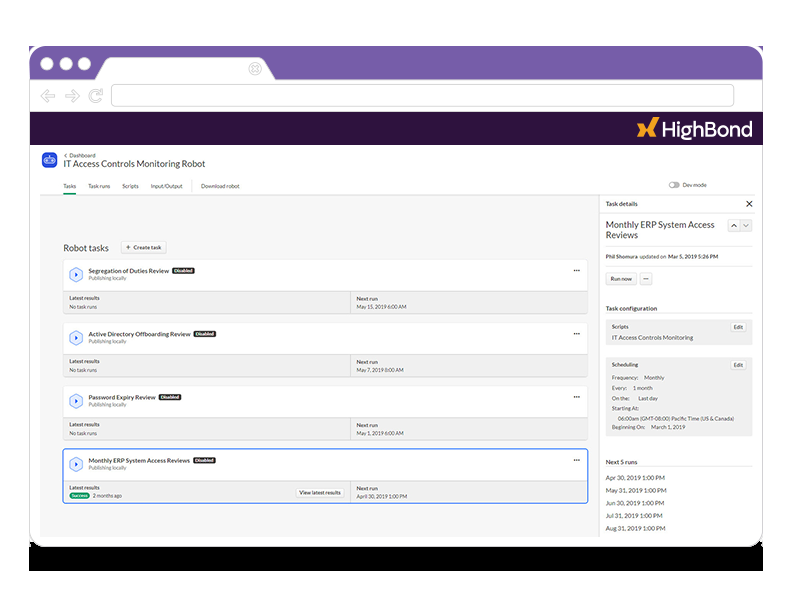 HighBond
< Dashboard
IT Access Controls Monitoring Robot
Tasks Task runs Scripts Input/Output Download robot
Dev mode
Robot tasks + Create task
Segregation of Duties Review Disabled
Publishing locally
Latest results
No task runs
Next run
May 15, 2019 6:00 AM
Active Directory Offboarding Review Disabled
Publishing locally
Latest results
No task runs
Next run
May 7, 2019 8:00 AM
Password Expiry Review Disabled
Publishing locally
Latest results
No task runs
Next run
May 1, 2019 6:00 AM
Monthly ERP System Access Reviews Disabled
Publishing locally
Latest results
Success 2 months ago
View latest results
Next run
April 30, 2019 1:00 PM
Task details
Monthly ERP System Access
Reviews
Phil Shomura updated on Mar 5, 2019 5:26 PM
Run now
Task configuration
Scripts Edit
IT Access Controls Monitoring
Scheduling Edit
Frequency: Monthly
Every: 1 month
On the: Last day
Starting At:
06:00am (GMT-08:00) Pacific Time (US & Canada)
Beginning On: March 1, 2019
Next 5 runs
Apr 30, 2019 1:00 PM
May 31, 2019 1:00 PM
Jun 30, 2019 1:00 PM
Jul 31, 2019 1:00 PM
Aug 31, 2019 1:00 PM